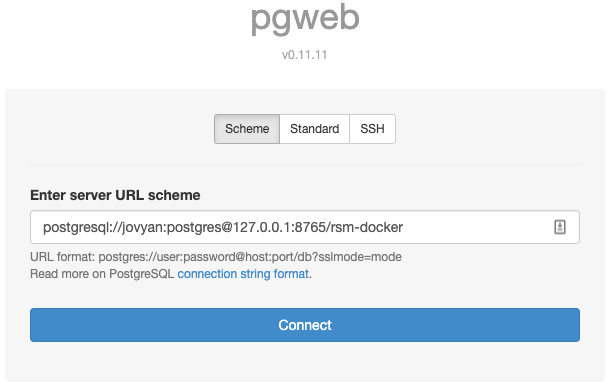 pgweb
v0.11.11
Scheme Standard SSH
Enter server URL scheme
postgresql://jovyan:postgres@127.0.0.1:8765/rsm-docker
URL format: postgres://user:password@host:port/db?sslmode=mode
Read more on PostgreSQL connection string format.
Connect